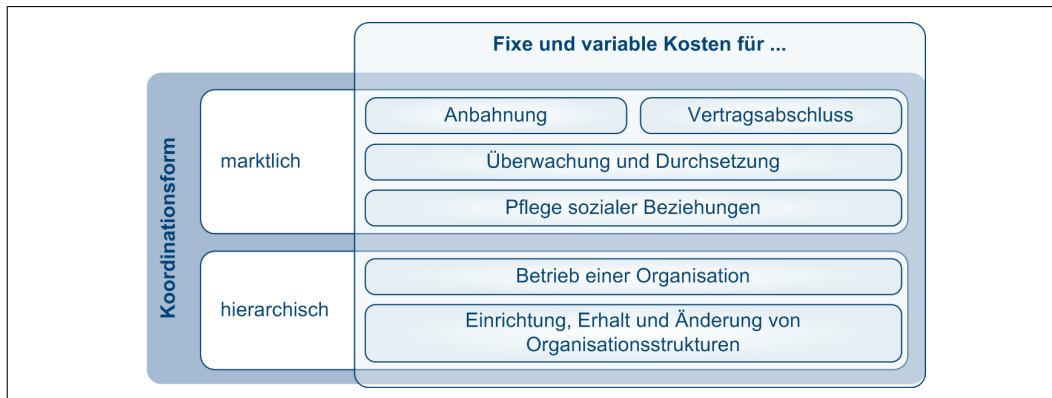 Fixe und variable Kosten für ...
Koordinationsform
marktlich
Anbahnung
Vertragsabschluss
Überwachung und Durchsetzung
Pflege sozialer Beziehungen
hierarchisch
Betrieb einer Organisation
Einrichtung, Erhalt und Änderung von
Organisationsstrukturen